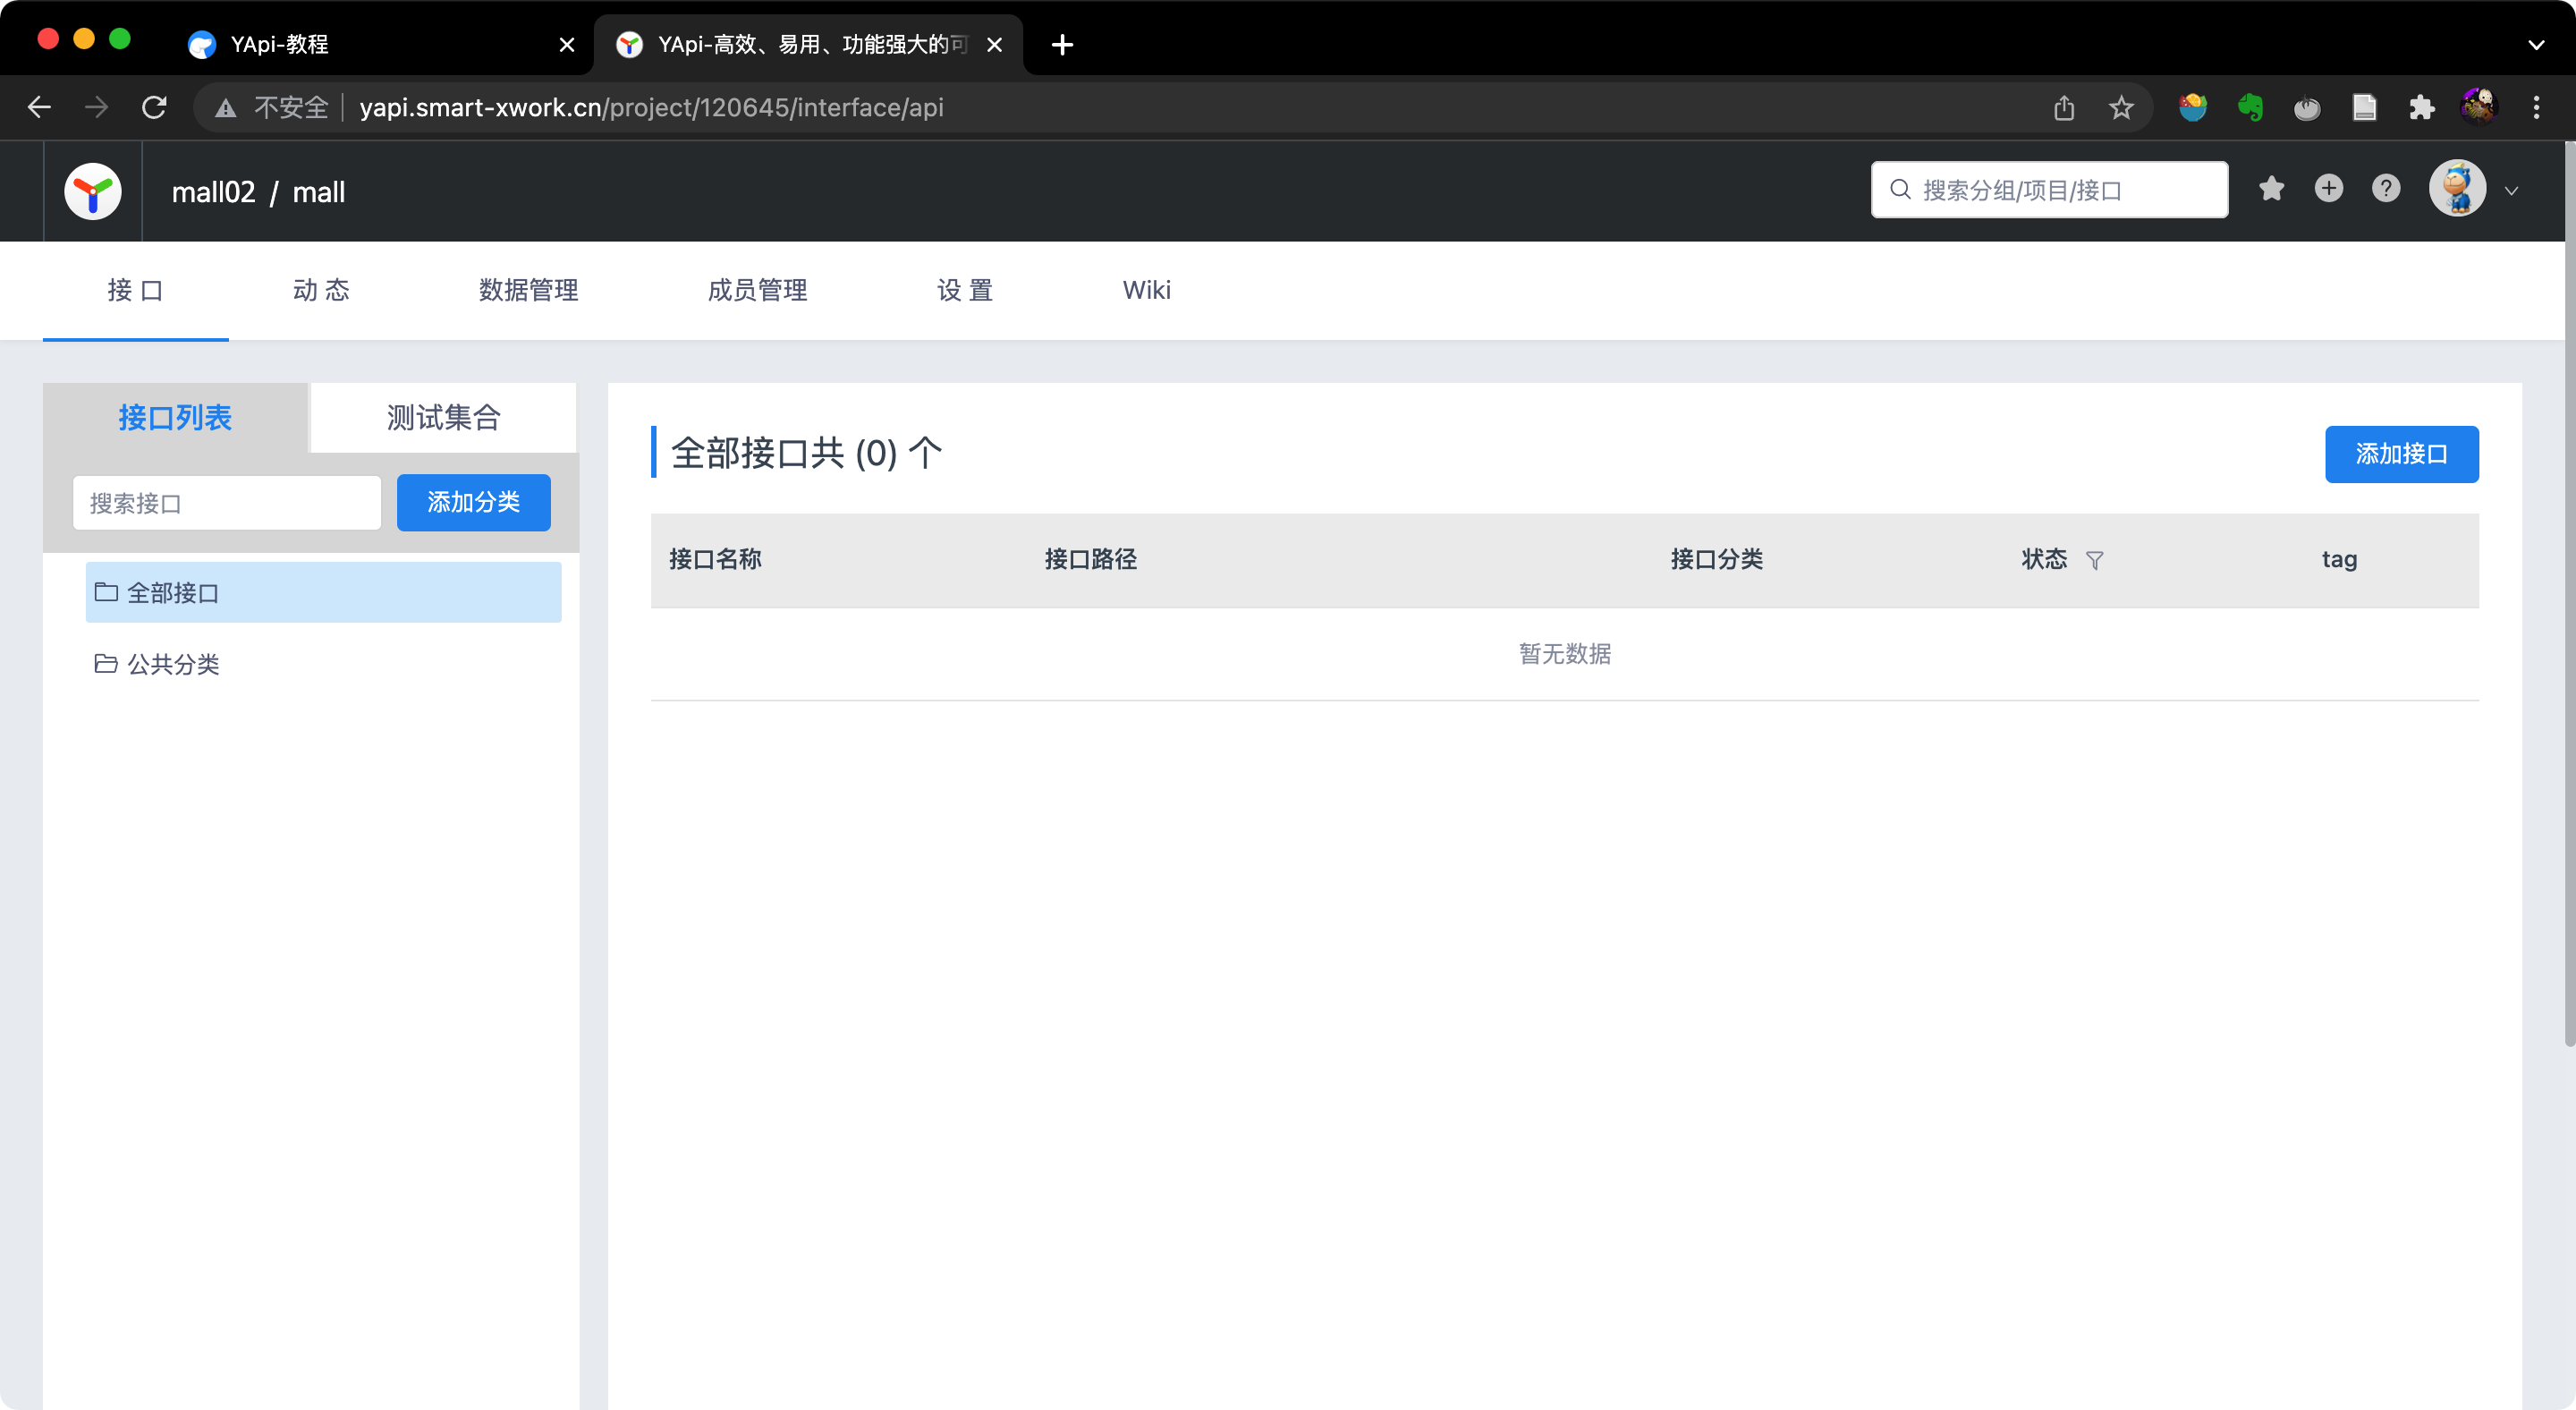 YApi-教程
YApi-高效、易用、功能强大的可
不安全 yapi.smart-xwork.cn/project/120645/interface/api
mall02 / mall
搜索分组/项目/接口
接 口 动 态 数据管理 成员管理 设 置 Wiki
接口列表 测试集合
搜索接口 添加分类
全部接口
公共分类
全部接口共 (0) 个
添加接口
接口名称 接口路径 接口分类 状态 tag
暂无数据